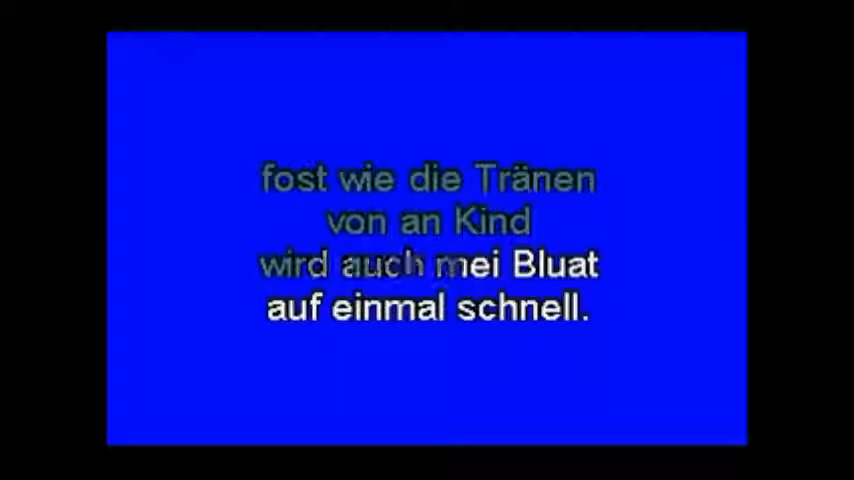 fost wie die Tränen
von an Kind
wird auch mei Bluat
auf einmal schnell.